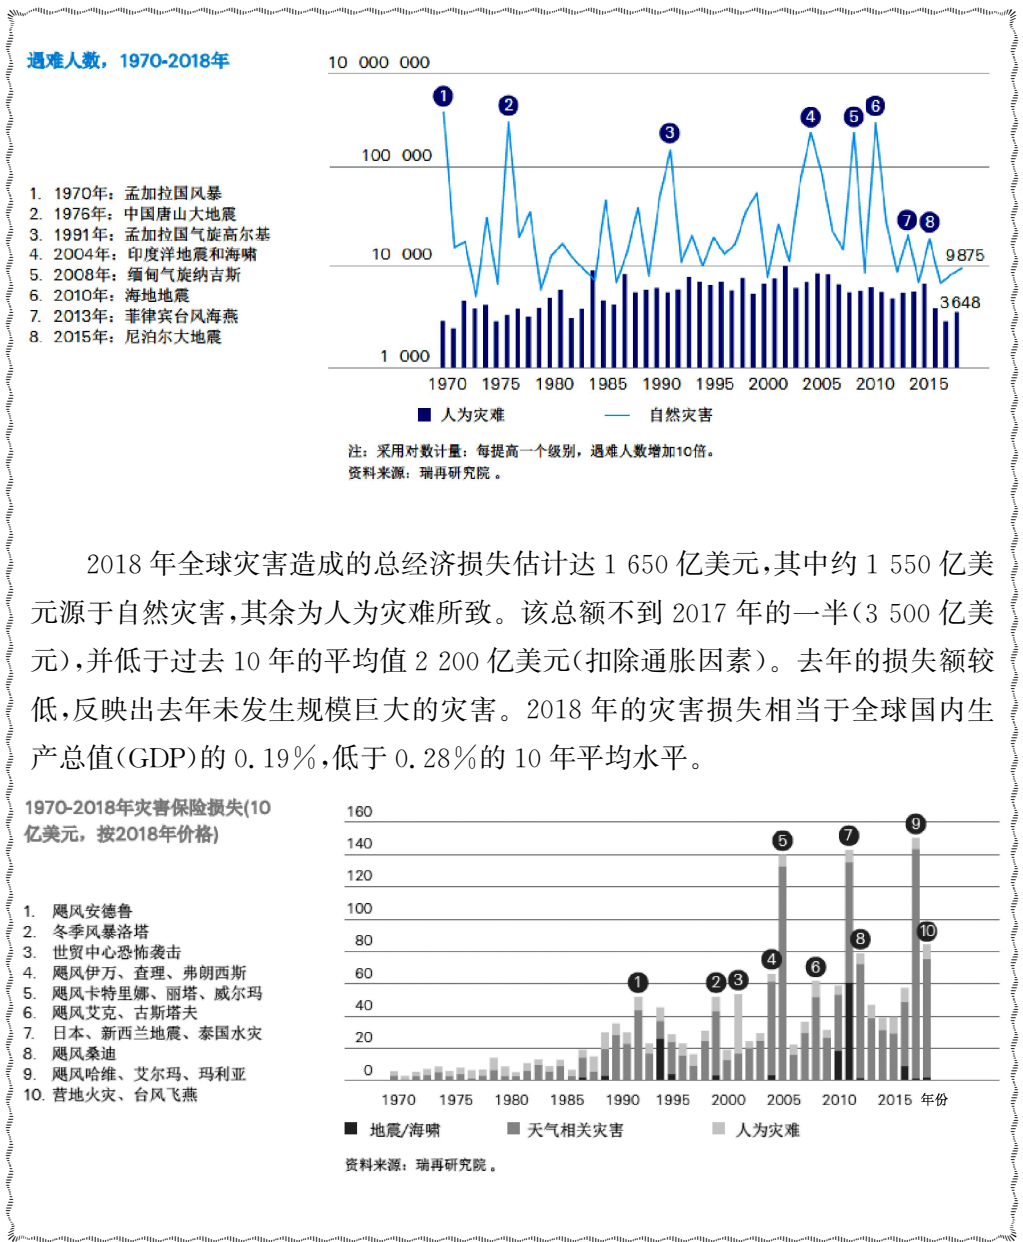 遇难人数，1970-2018年
10 000 000
100 000
10 000
1 000
1 2 3 4 5 6 7 8
9875
3648
1. 1970年：孟加拉国风暴
2. 1976年：中国唐山大地震
3. 1991年：孟加拉国气旋高尔基
4. 2004年：印度洋地震和海啸
5. 2008年：缅甸气旋纳吉斯
6. 2010年：海地地震
7. 2013年：菲律宾台风海燕
8. 2015年：尼泊尔大地震
1970 1975 1980 1985 1990 1995 2000 2005 2010 2015
人为灾难 自然灾害
注：采用对数计量：每提高一个级别，遇难人数增加10倍。
资料来源：瑞再研究院。
2018 年全球灾害造成的总经济损失估计达 1 650 亿美元,其中约 1 550 亿美
元源于自然灾害,其余为人为灾难所致。该总额不到 2017 年的一半(3 500 亿美
元),并低于过去 10 年的平均值 2 200 亿美元(扣除通胀因素)。去年的损失额较
低,反映出去年未发生规模巨大的灾害。2018 年的灾害损失相当于全球国内生
产总值(GDP)的 0.19%,低于 0.28%的 10 年平均水平。
1970-2018年灾害保险损失(10
亿美元，按2018年价格)
160
140
120
100
80
60
40
20
0
1 2 3 4 5 6 7 8 9 10
1. 飓风安德鲁
2. 冬季风暴洛塔
3. 世贸中心恐怖袭击
4. 飓风伊万、查理、弗朗西斯
5. 飓风卡特里娜、丽塔、威尔玛
6. 飓风艾克、古斯塔夫
7. 日本、新西兰地震、泰国水灾
8. 飓风桑迪
9. 飓风哈维、艾尔玛、玛利亚
10. 营地火灾、台风飞燕
1970 1975 1980 1985 1990 1995 2000 2005 2010 2015 年份
地震/海啸 天气相关灾害 人为灾难
资料来源：瑞再研究院。